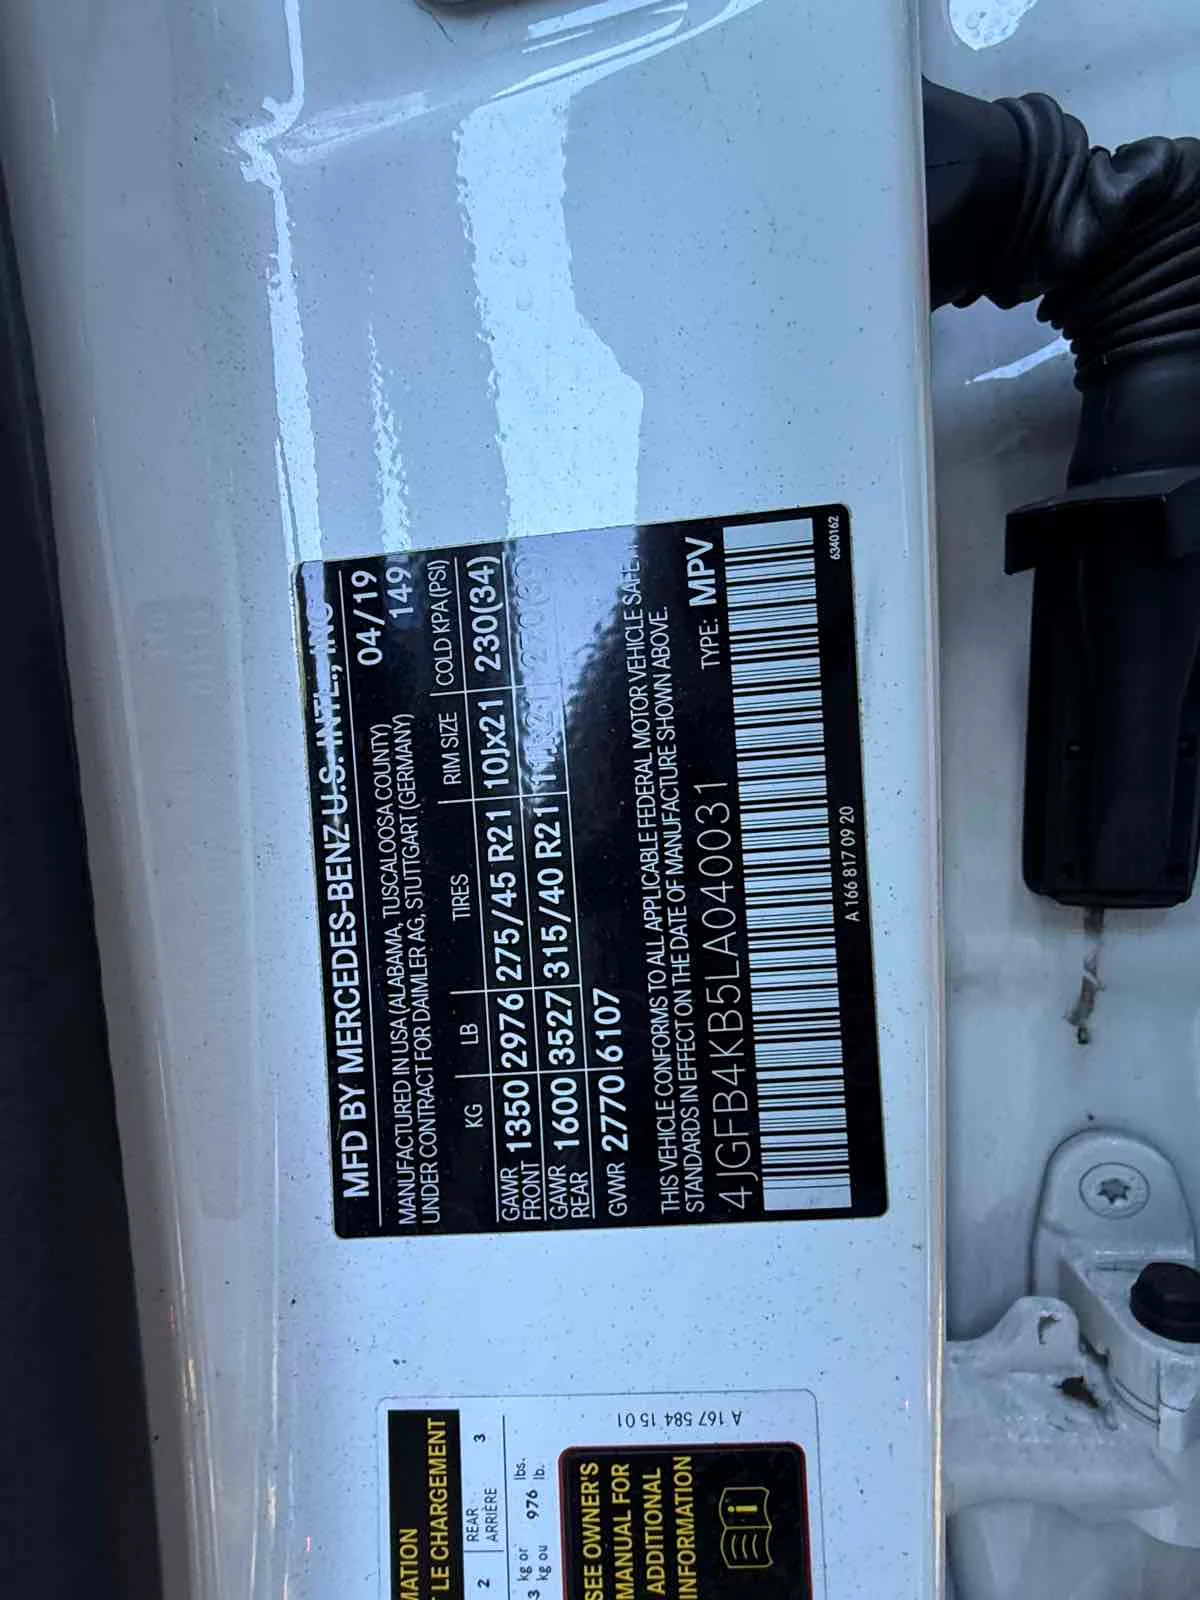 MFD BY MERCEDES-BENZ U.S. INTL., INC
MANUFACTURED IN USA (ALABAMA, TUSCALOOSA COUNTY) 04/19
UNDER CONTRACT FOR DAIMLER AG, STUTTGART (GERMANY) 149
KG LB TIRES RIM SIZE COLD KPA (PSI)
GAWR FRONT 1350 2976 275/45 R21 10Jx21 230(34)
GAWR REAR 1600 3527 315/40 R21
GVWR 2770 6107
THIS VEHICLE CONFORMS TO ALL APPLICABLE FEDERAL MOTOR VEHICLE
STANDARDS IN EFFECT ON THE DATE OF MANUFACTURE SHOWN ABOVE.
4JGFB4KB5LA040031 TYPE: MPV
A 166 817 09 20
6340162
A 167 584 15 01
LE CHARGEMENT
2 REAR 3
ARRIÈRE
kg or 976 lbs.
kg ou lb.
SEE OWNER'S
MANUAL FOR
ADDITIONAL
INFORMATION